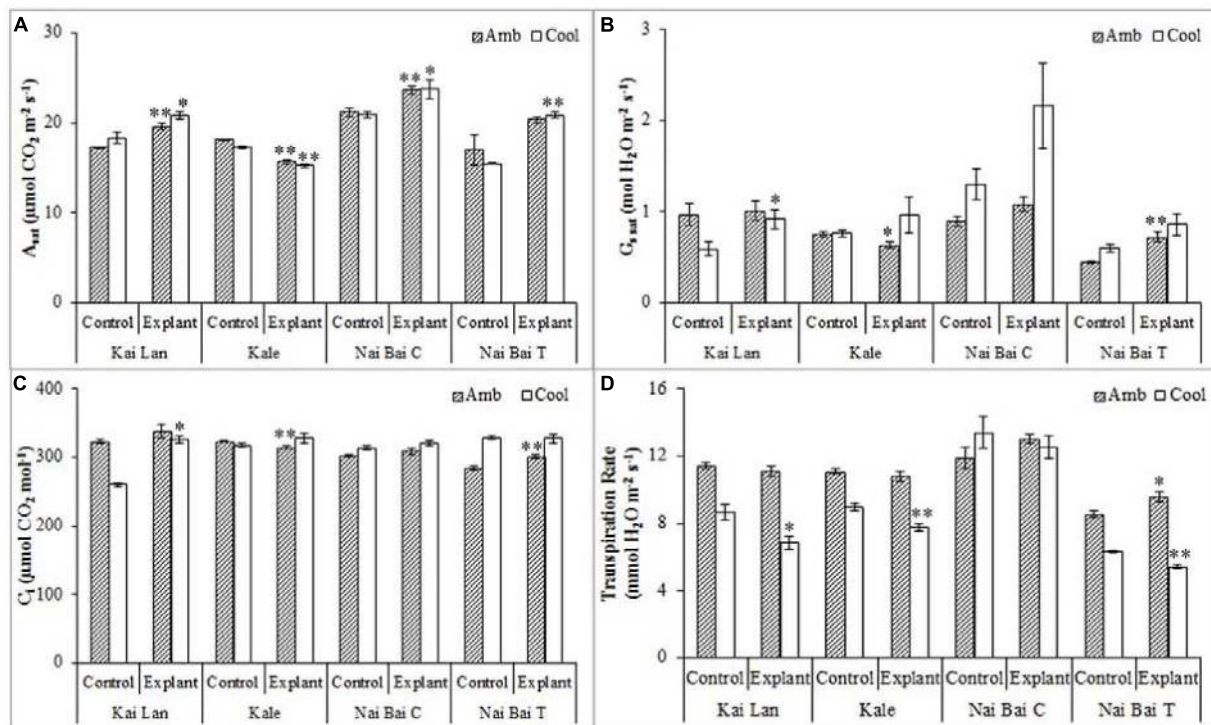 A
30
20
10
0
A_sat (μmol CO₂ m⁻² s⁻¹)
Amb Cool
** *
** **
** *
**
Control Explant Control Explant Control Explant Control Explant
Kai Lan Kale Nai Bai C Nai Bai T
B
3
2
1
0
G_s sat (mol H₂O m⁻² s⁻¹)
Amb Cool
*
*
**
Control Explant Control Explant Control Explant Control Explant
Kai Lan Kale Nai Bai C Nai Bai T
C
400
300
200
100
0
C_i (μmol CO₂ mol⁻¹)
Amb Cool
*
**
**
Control Explant Control Explant Control Explant Control Explant
Kai Lan Kale Nai Bai C Nai Bai T
D
16
12
8
4
0
Transpiration Rate
(mmol H₂O m⁻² s⁻¹)
Amb Cool
*
**
*
**
Control Explant Control Explant Control Explant Control Explant
Kai Lan Kale Nai Bai C Nai Bai T